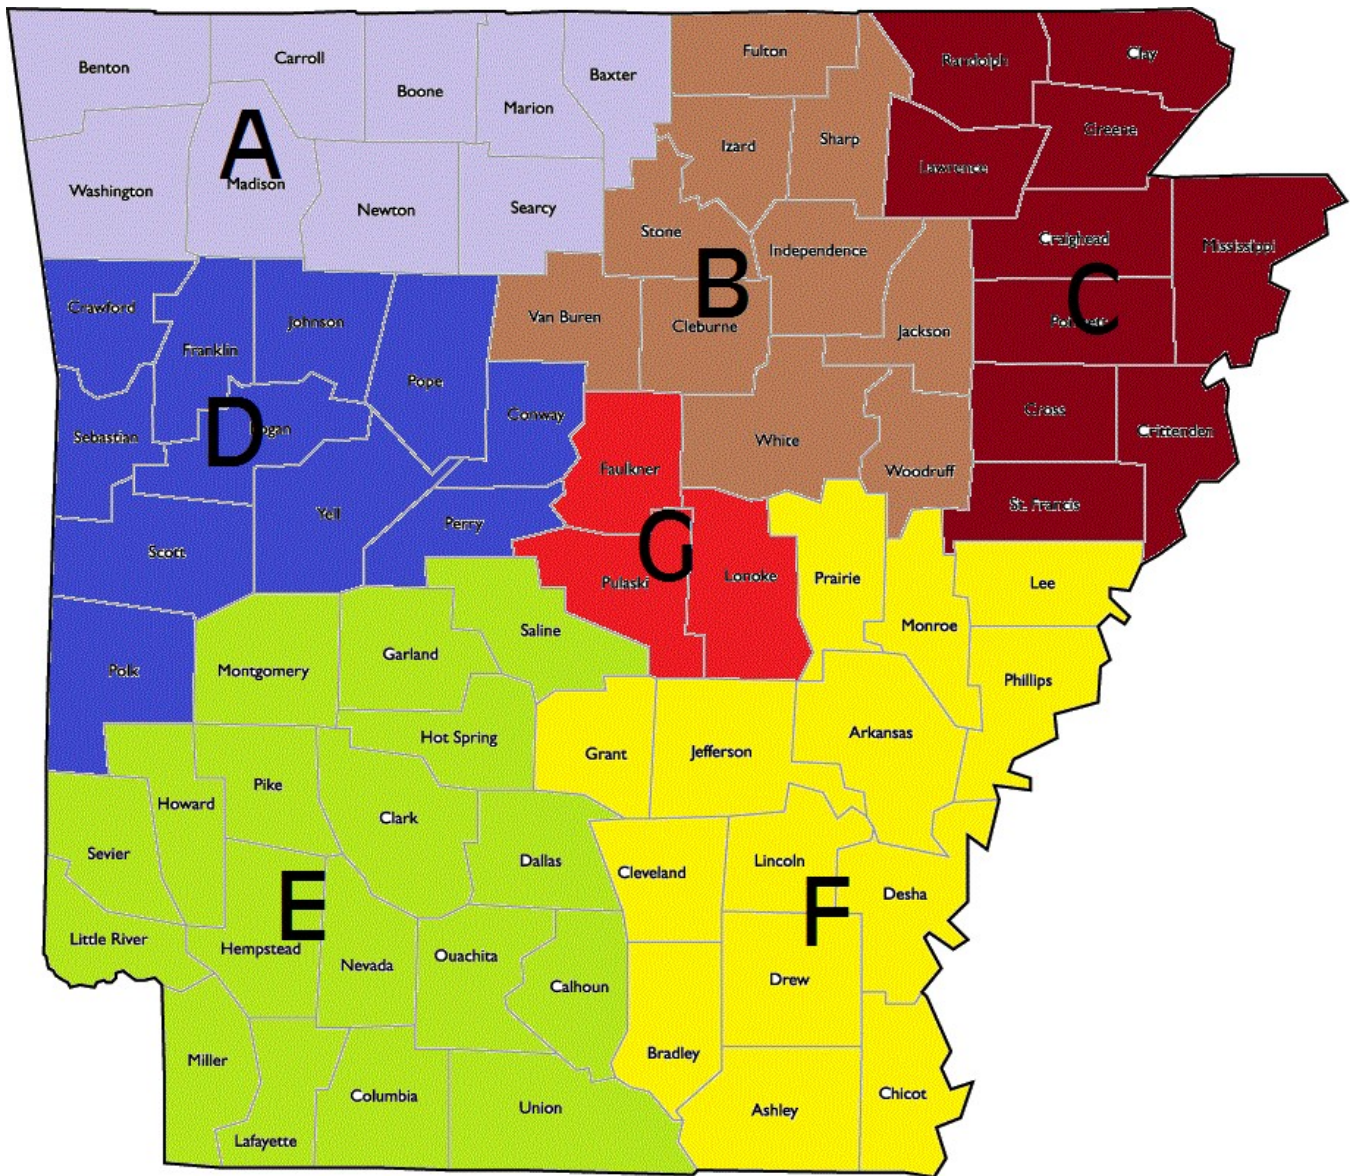 Benton
Carroll
Boone
Marion
Baxter
Fulton
Randolph
Clay
Washington
A
Madison
Newton
Searcy
Izard
Sharp
Lawrence
Greene
Stone
B
Independence
Jackson
Van Buren
Cleburne
White
Woodruff
Craighead
Mississippi
C
Cross
Crittenden
St. Francis
Crawford
Franklin
Johnson
Pope
Conway
Sebastian
D
Yell
Perry
Scott
Polk
Faulkner
G
Pulaski
Lonoke
Prairie
Monroe
Lee
Phillips
Montgomery
Garland
Saline
Hot Spring
Grant
Jefferson
Arkansas
Howard
Pike
Clark
Sevier
Dallas
Cleveland
Lincoln
Desha
E
F
Little River
Hempstead
Nevada
Ouachita
Calhoun
Drew
Miller
Lafayette
Columbia
Union
Bradley
Ashley
Chicot